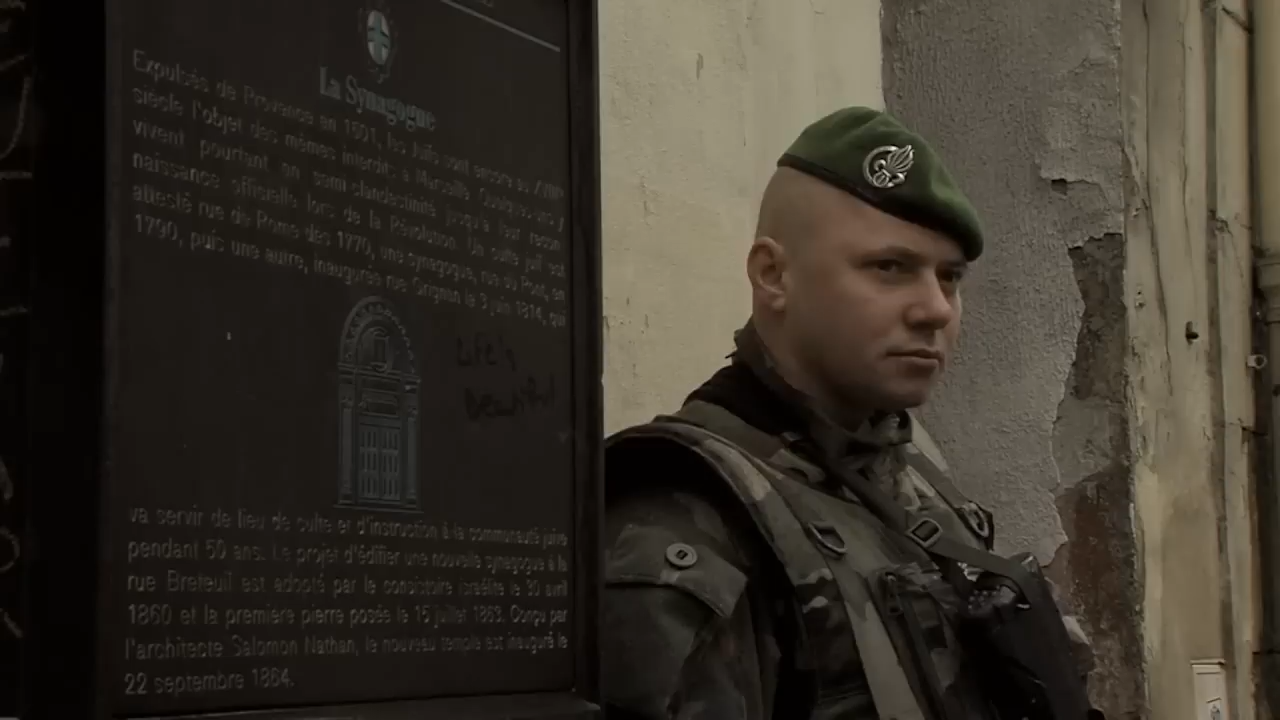 La Synagogue
Expulsés de Provence en 1501, les Juifs sont encore au XVIIIe
siècle l'objet des mêmes interdits à Marseille. Quelques-uns y
vivent pourtant en semi-clandestinité jusqu'à leur recon
naissance officielle lors de la Révolution. Un culte juif est
attesté rue de Rome dès 1770, une synagogue, rue du Pont, en
1790, puis une autre, inaugurée rue Grignan le 3 juin 1814, qui
Life's
Beautiful
va servir de lieu de culte et d'instruction à la communauté juive
pendant 50 ans. Le projet d'édifier une nouvelle synagogue à la
rue Breteuil est adopté par le consistoire israélite le 30 avril
1860 et la première pierre posée le 15 juillet 1863. Conçu par
l'architecte Salomon Nathan, le nouveau temple est inauguré le
22 septembre 1864.